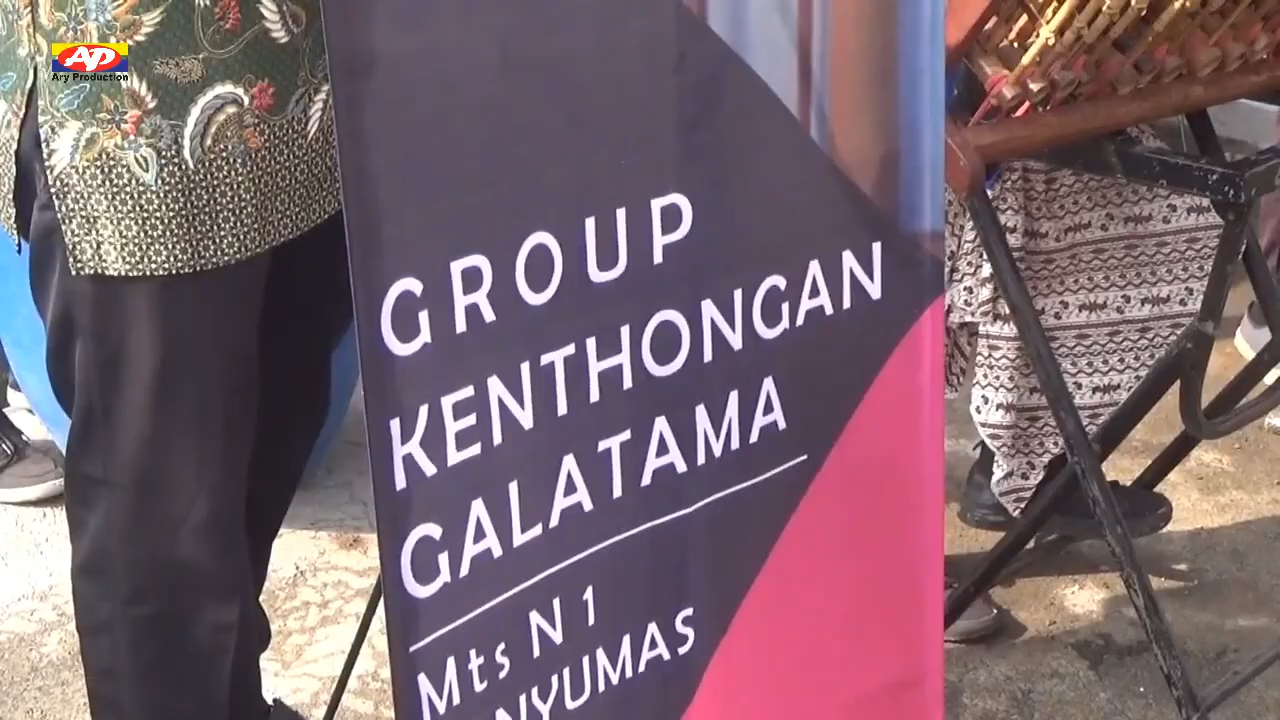 AP
Ary Production
GROUP
KENTHONGAN
GALATAMA
Mts N 1
NYUMAS